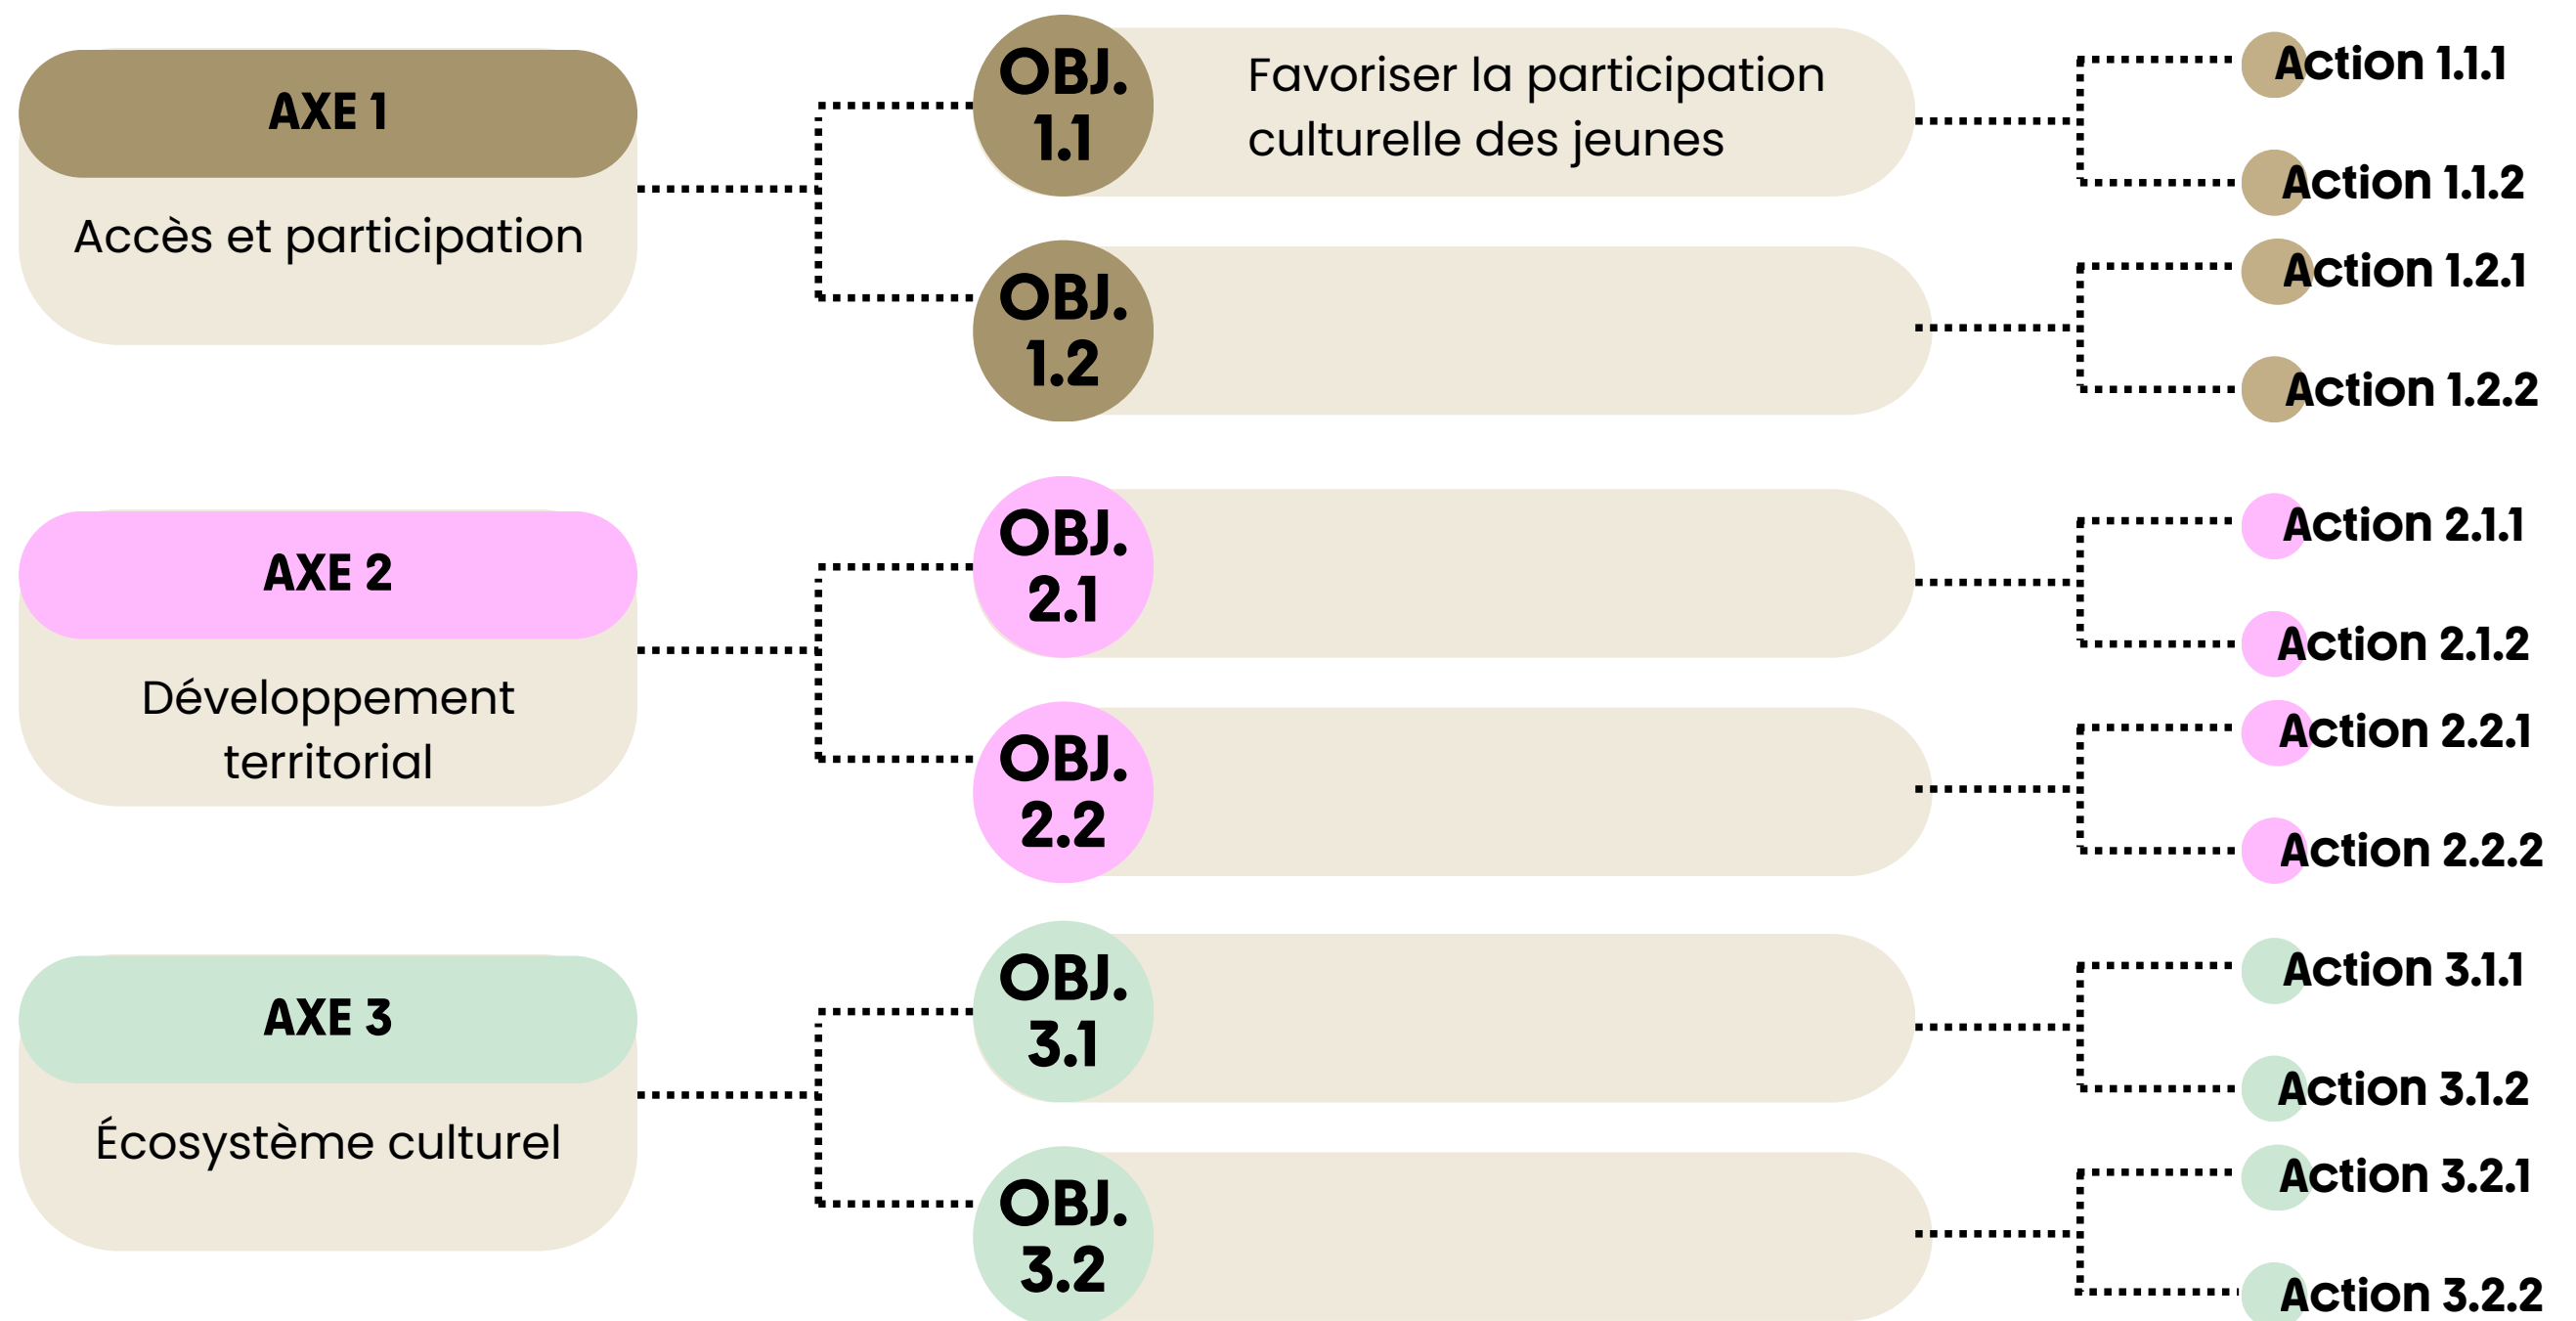 AXE 1
Accès et participation
OBJ.
1.1
Favoriser la participation
culturelle des jeunes
Action 1.1.1
Action 1.1.2
OBJ.
1.2
Action 1.2.1
Action 1.2.2
AXE 2
Développement
territorial
OBJ.
2.1
Action 2.1.1
Action 2.1.2
OBJ.
2.2
Action 2.2.1
Action 2.2.2
AXE 3
Écosystème culturel
OBJ.
3.1
Action 3.1.1
Action 3.1.2
OBJ.
3.2
Action 3.2.1
Action 3.2.2